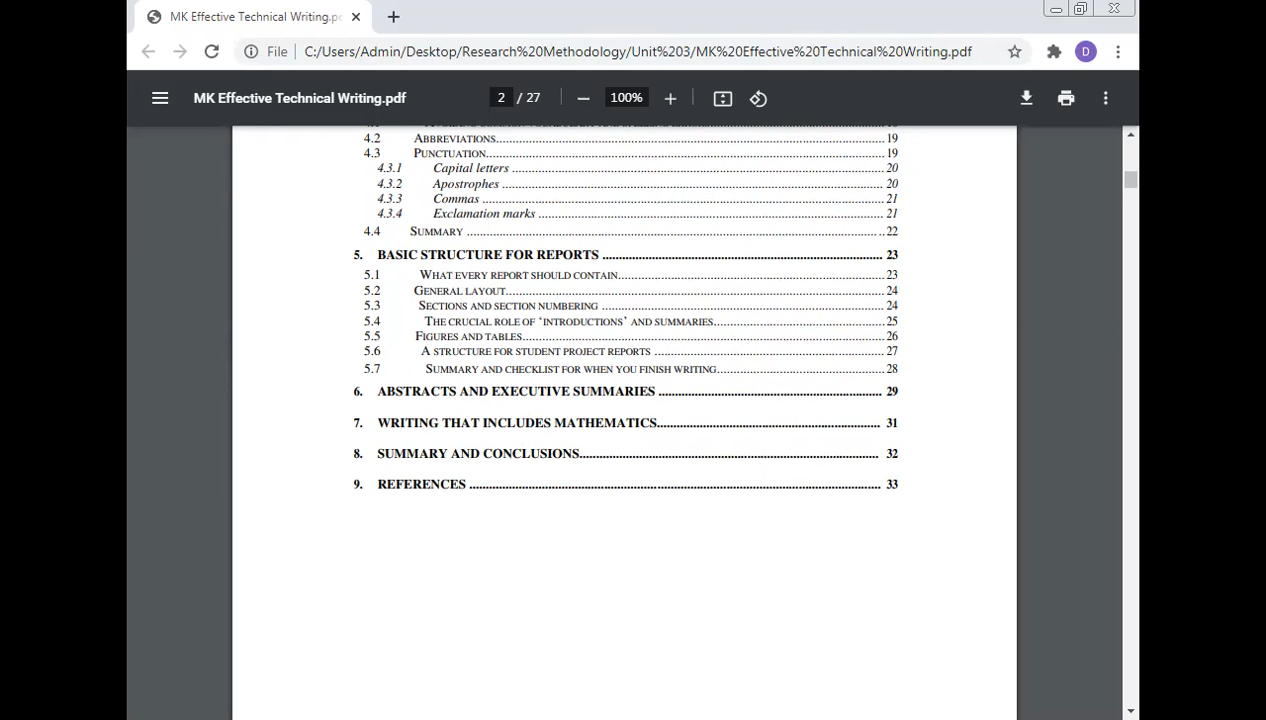 MK Effective Technical Writing.pd
File C:/Users/Admin/Desktop/Research%20Methodology/Unit%203/MK%20Effective%20Technical%20Writing.pdf D
MK Effective Technical Writing.pdf 2 / 27 100%
4.2 ABBREVIATIONS 19
4.3 PUNCTUATION 19
4.3.1 Capital letters 20
4.3.2 Apostrophes 20
4.3.3 Commas 21
4.3.4 Exclamation marks 21
4.4 SUMMARY 22
5. BASIC STRUCTURE FOR REPORTS 23
5.1 WHAT EVERY REPORT SHOULD CONTAIN 23
5.2 GENERAL LAYOUT 24
5.3 SECTIONS AND SECTION NUMBERING 24
5.4 THE CRUCIAL ROLE OF ‘INTRODUCTIONS’ AND SUMMARIES 25
5.5 FIGURES AND TABLES 26
5.6 A STRUCTURE FOR STUDENT PROJECT REPORTS 27
5.7 SUMMARY AND CHECKLIST FOR WHEN YOU FINISH WRITING 28
6. ABSTRACTS AND EXECUTIVE SUMMARIES 29
7. WRITING THAT INCLUDES MATHEMATICS 31
8. SUMMARY AND CONCLUSIONS 32
9. REFERENCES 33